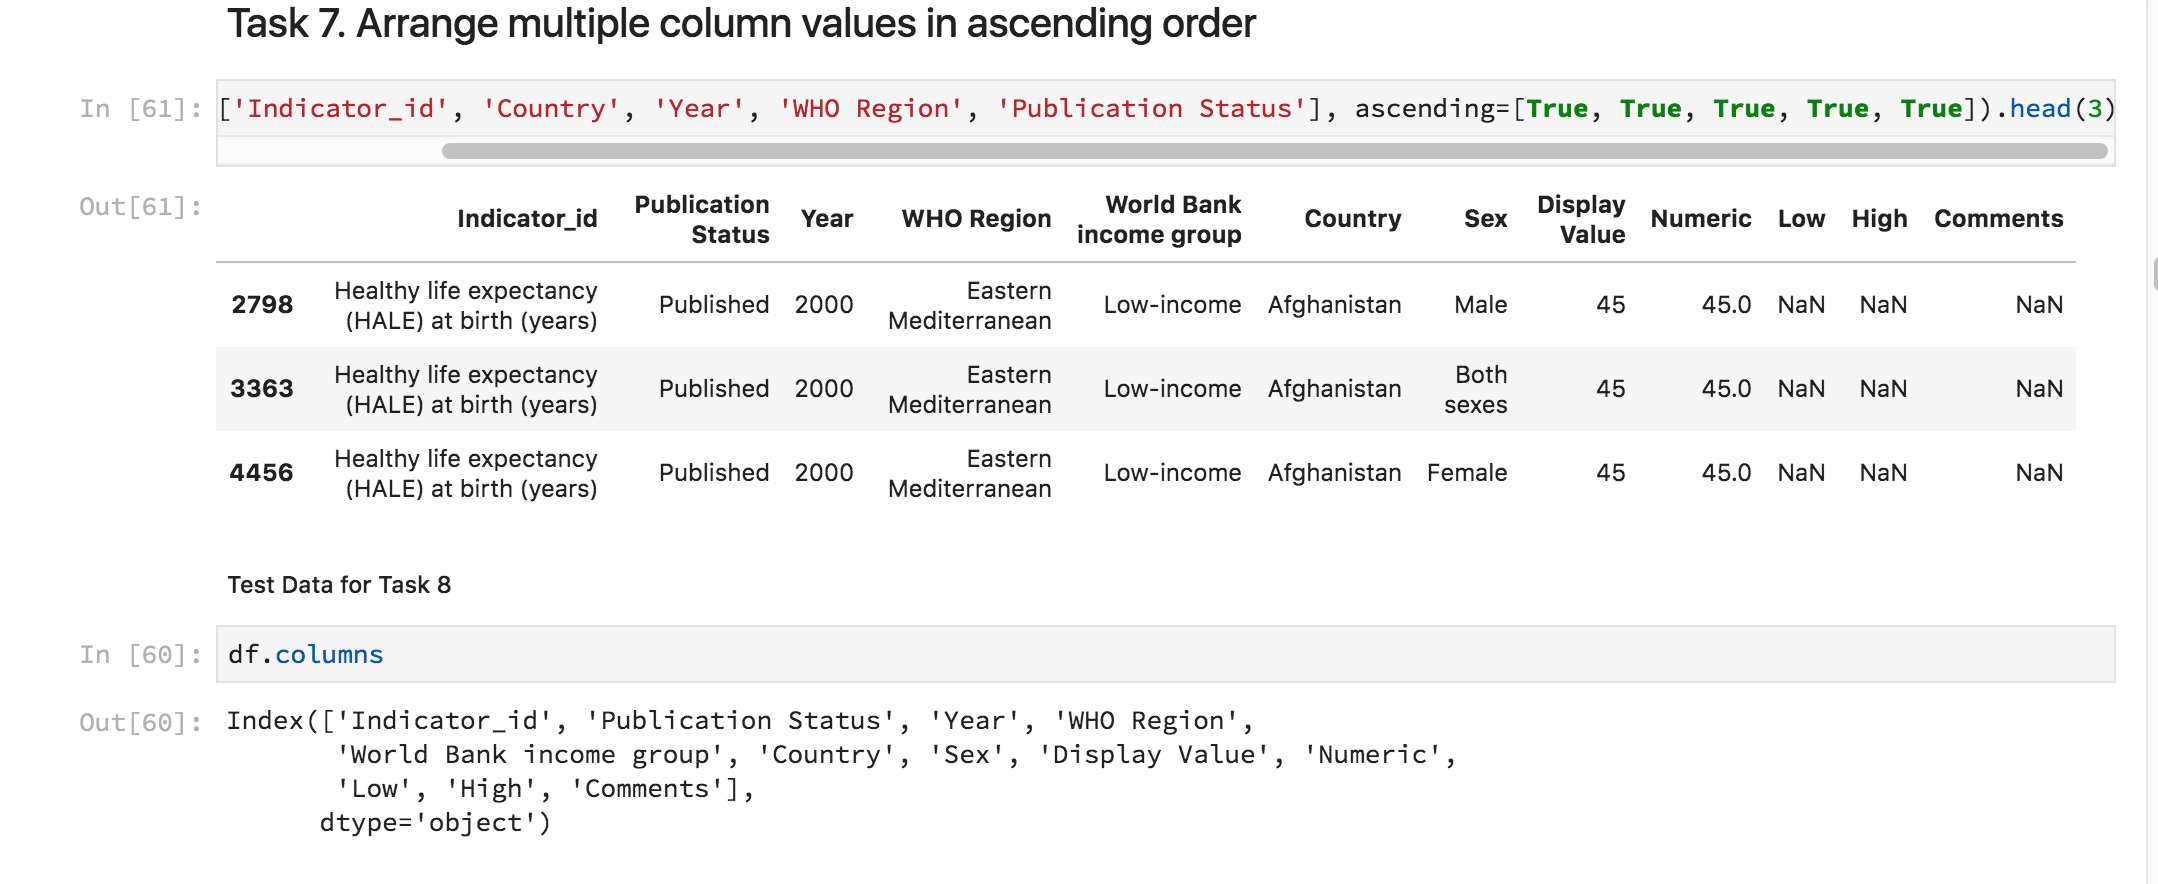 Task 7. Arrange multiple column values in ascending order
In [61]: ['Indicator_id', 'Country', 'Year', 'WHO Region', 'Publication Status'], ascending=[True, True, True, True, True]).head(3)
Out[61]:
Indicator_id Publication Status Year WHO Region World Bank income group Country Sex Display Value Numeric Low High Comments
2798 Healthy life expectancy (HALE) at birth (years) Published 2000 Eastern Mediterranean Low-income Afghanistan Male 45 45.0 NaN NaN NaN
3363 Healthy life expectancy (HALE) at birth (years) Published 2000 Eastern Mediterranean Low-income Afghanistan Both sexes 45 45.0 NaN NaN NaN
4456 Healthy life expectancy (HALE) at birth (years) Published 2000 Eastern Mediterranean Low-income Afghanistan Female 45 45.0 NaN NaN NaN
Test Data for Task 8
In [60]: df.columns
Out[60]: Index(['Indicator_id', 'Publication Status', 'Year', 'WHO Region',
'World Bank income group', 'Country', 'Sex', 'Display Value', 'Numeric',
'Low', 'High', 'Comments'],
dtype='object')